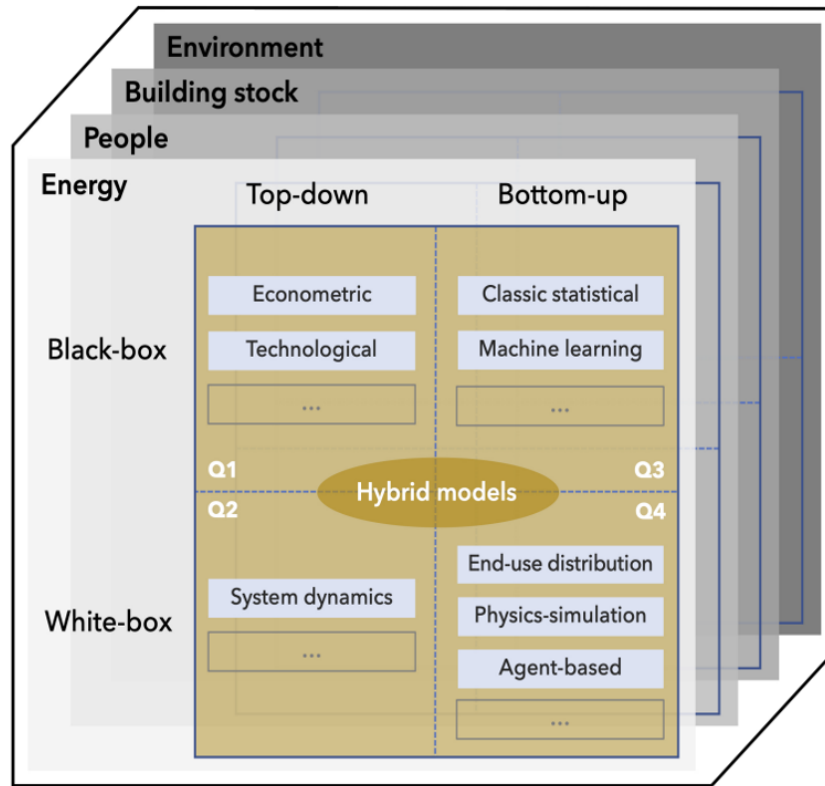 Environment
Building stock
People
Energy
Top-down
Bottom-up
Black-box
Econometric
Technological
...
Classic statistical
Machine learning
...
Q1
Q3
Hybrid models
Q2
Q4
White-box
System dynamics
...
End-use distribution
Physics-simulation
Agent-based
...